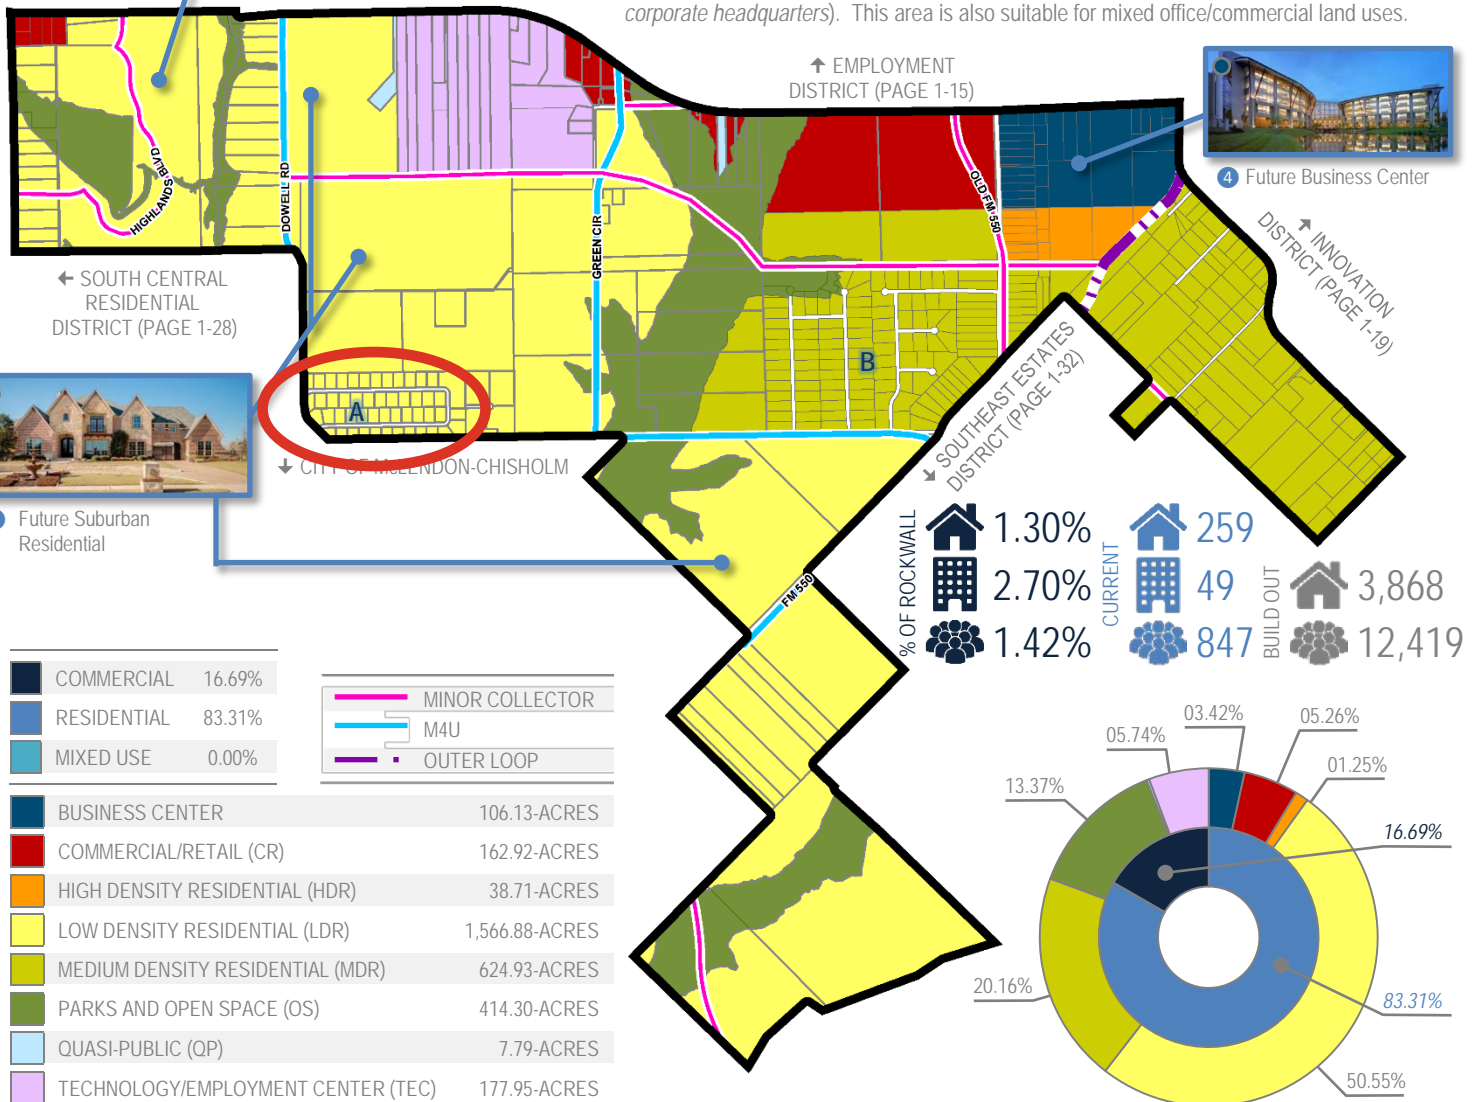 corporate headquarters). This area is also suitable for mixed office/commercial land uses.
↑ EMPLOYMENT
DISTRICT (PAGE 1-15)
4 Future Business Center
HIGHLANDS BLVD
DOWELL RD
GREEN CIR
OLD FM 550
↗ INNOVATION
DISTRICT (PAGE 1-19)
← SOUTH CENTRAL
RESIDENTIAL
DISTRICT (PAGE 1-28)
A
B
↘ SOUTHEAST ESTATES
DISTRICT (PAGE 1-32)
↓ CITY OF McLENDON-CHISHOLM
Future Suburban
Residential
FM 550
% OF ROCKWALL
1.30%
2.70%
1.42%
CURRENT
259
49
847
BUILD OUT
3,868
12,419
COMMERCIAL 16.69%
RESIDENTIAL 83.31%
MIXED USE 0.00%
MINOR COLLECTOR
M4U
OUTER LOOP
BUSINESS CENTER 106.13-ACRES
COMMERCIAL/RETAIL (CR) 162.92-ACRES
HIGH DENSITY RESIDENTIAL (HDR) 38.71-ACRES
LOW DENSITY RESIDENTIAL (LDR) 1,566.88-ACRES
MEDIUM DENSITY RESIDENTIAL (MDR) 624.93-ACRES
PARKS AND OPEN SPACE (OS) 414.30-ACRES
QUASI-PUBLIC (QP) 7.79-ACRES
TECHNOLOGY/EMPLOYMENT CENTER (TEC) 177.95-ACRES
03.42%
05.26%
05.74%
01.25%
13.37%
16.69%
20.16%
83.31%
50.55%